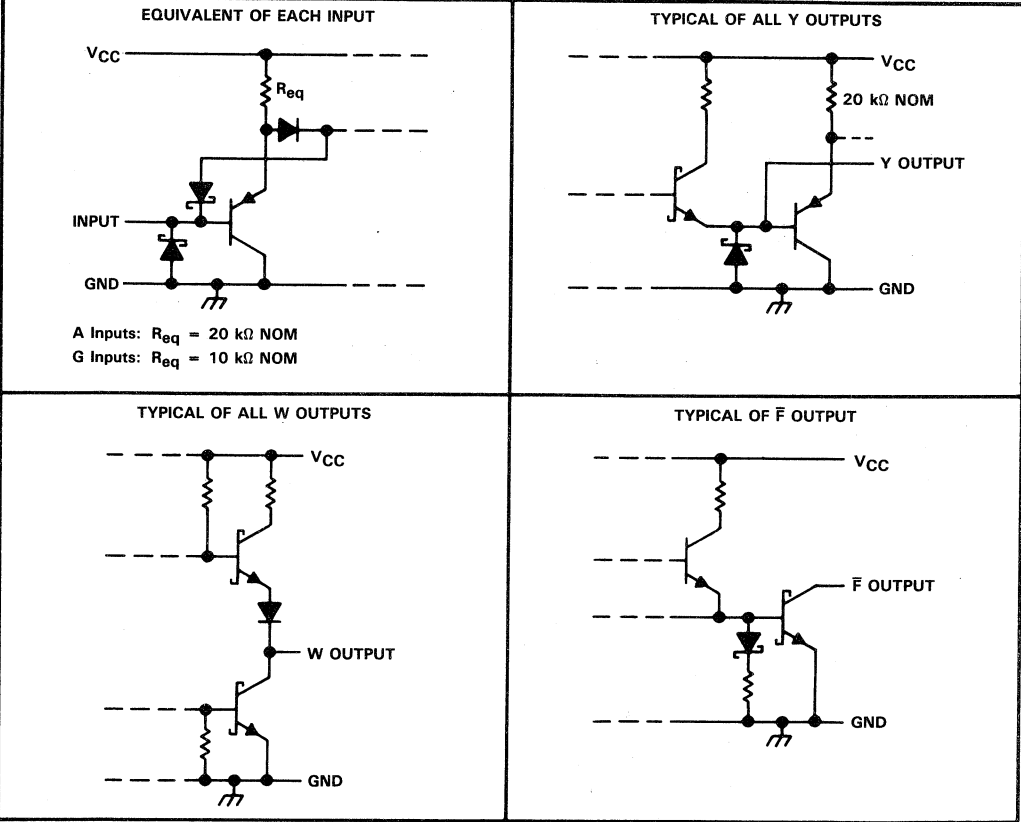 EQUIVALENT OF EACH INPUT
VCC
Req
INPUT
GND
A Inputs: Req = 20 kΩ NOM
G Inputs: Req = 10 kΩ NOM
TYPICAL OF ALL Y OUTPUTS
VCC
20 kΩ NOM
Y OUTPUT
GND
TYPICAL OF ALL W OUTPUTS
VCC
W OUTPUT
GND
TYPICAL OF F̅ OUTPUT
VCC
F̅ OUTPUT
GND